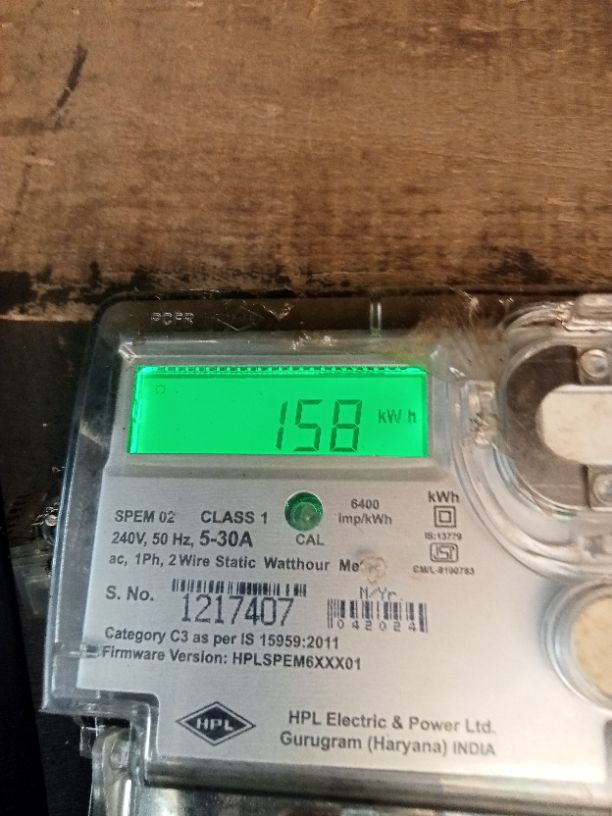 158 kW h
SPEM 02 CLASS 1
CAL
6400
imp/kWh
kWh
240V, 50 Hz, 5-30A
IS:13779
ac, 1Ph, 2 Wire Static Watthour
CM/L-8190783
S. No. 1217407
M/Yr.
042024
Category C3 as per IS 15959:2011
Firmware Version: HPLSPEM6XXX01
HPL
HPL Electric & Power Ltd.
Gurugram (Haryana) INDIA